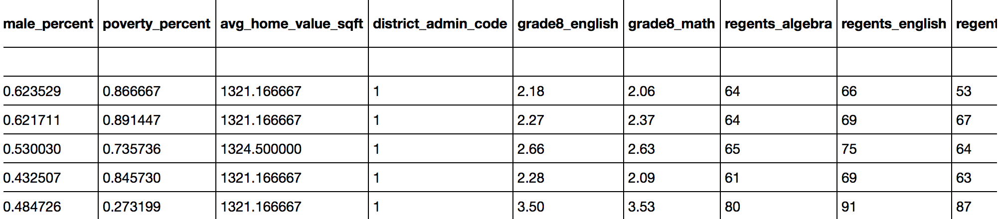 male_percent poverty_percent avg_home_value_sqft district_admin_code grade8_english grade8_math regents_algebra regents_english regent
0.623529 0.866667 1321.166667 1 2.18 2.06 64 66 53
0.621711 0.891447 1321.166667 1 2.27 2.37 64 69 67
0.530030 0.735736 1324.500000 1 2.66 2.63 65 75 64
0.432507 0.845730 1321.166667 1 2.28 2.09 61 69 63
0.484726 0.273199 1321.166667 1 3.50 3.53 80 91 87